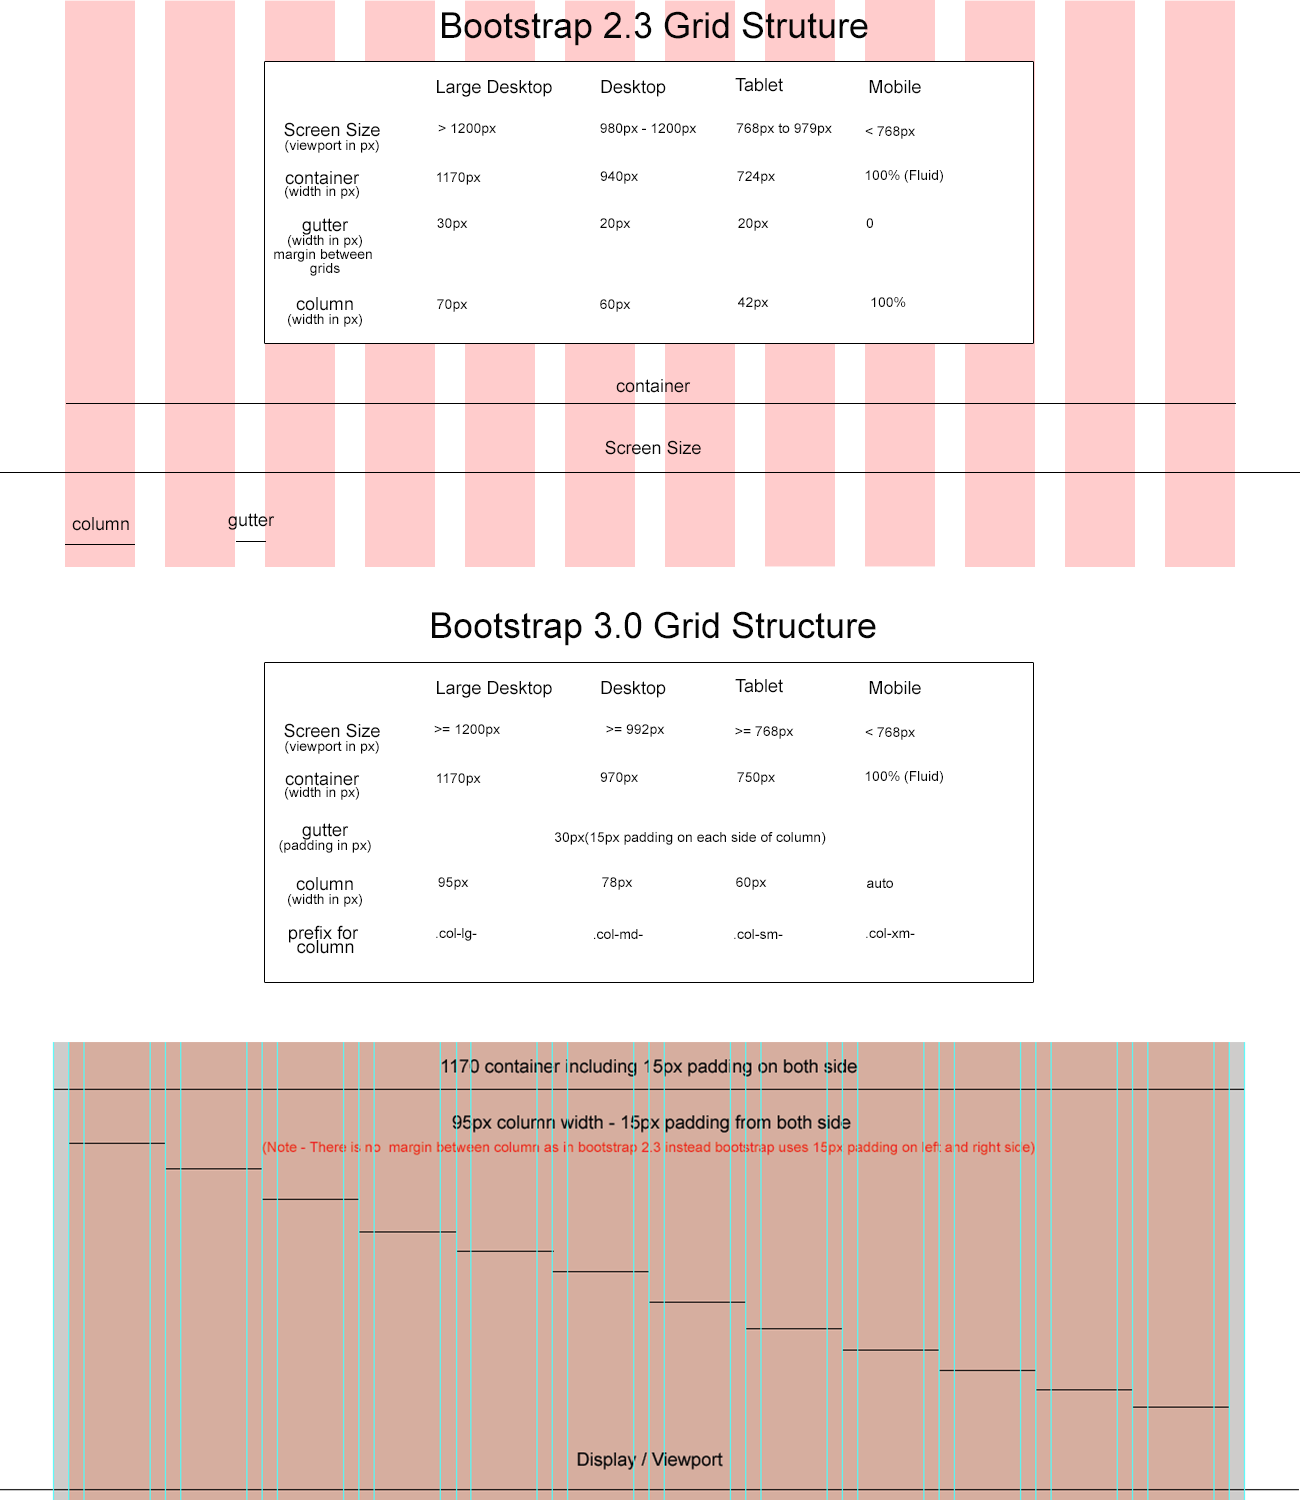 Bootstrap 2.3 Grid Struture
Large Desktop Desktop Tablet Mobile
Screen Size > 1200px 980px - 1200px 768px to 979px < 768px
(viewport in px)
container 1170px 940px 724px 100% (Fluid)
(width in px)
gutter 30px 20px 20px 0
(width in px)
margin between
grids
column 70px 60px 42px 100%
(width in px)
container
Screen Size
column gutter
Bootstrap 3.0 Grid Structure
Large Desktop Desktop Tablet Mobile
Screen Size >= 1200px >= 992px >= 768px < 768px
(viewport in px)
container 1170px 970px 750px 100% (Fluid)
(width in px)
gutter 30px(15px padding on each side of column)
(padding in px)
column 95px 78px 60px auto
(width in px)
prefix for .col-lg- .col-md- .col-sm- .col-xm-
column
1170 container including 15px padding on both side
95px column width - 15px padding from both side
(Note - There is no margin between column as in bootstrap 2.3 instead bootstrap uses 15px padding on left and right side)
Display / Viewport